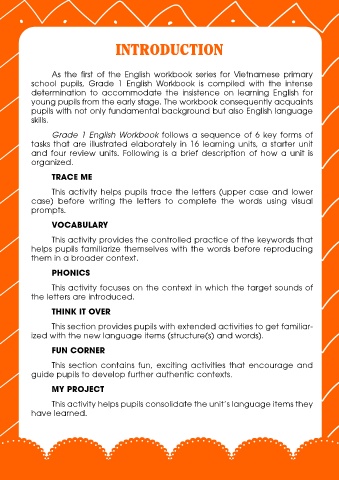 INTRODUCTION
As the first of the English workbook series for Vietnamese primary
school pupils, Grade 1 English Workbook is compiled with the intense
determination to accommodate the insistence on learning English for
young pupils from the early stage. The workbook consequently acquaints
pupils with not only fundamental background but also English language
skills.
Grade 1 English Workbook follows a sequence of 6 key forms of
tasks that are illustrated elaborately in 16 learning units, a starter unit
and four review units. Following is a brief description of how a unit is
organized.
TRACE ME
This activity helps pupils trace the letters (upper case and lower
case) before writing the letters to complete the words using visual
prompts.
VOCABULARY
This activity provides the controlled practice of the keywords that
helps pupils familiarize themselves with the words before reproducing
them in a broader context.
PHONICS
This activity focuses on the context in which the target sounds of
the letters are introduced.
THINK IT OVER
This section provides pupils with extended activities to get familiar-
ized with the new language items (structure(s) and words).
FUN CORNER
This section contains fun, exciting activities that encourage and
guide pupils to develop further authentic contexts.
MY PROJECT
This activity helps pupils consolidate the unit's language items they
have learned.